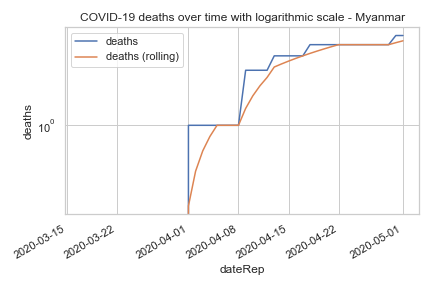 COVID-19 deaths over time with logarithmic scale - Myanmar
deaths
deaths (rolling)
deaths
10⁰
2020-03-15
2020-03-22
2020-04-01
2020-04-08
2020-04-15
2020-04-22
2020-05-01
dateRep